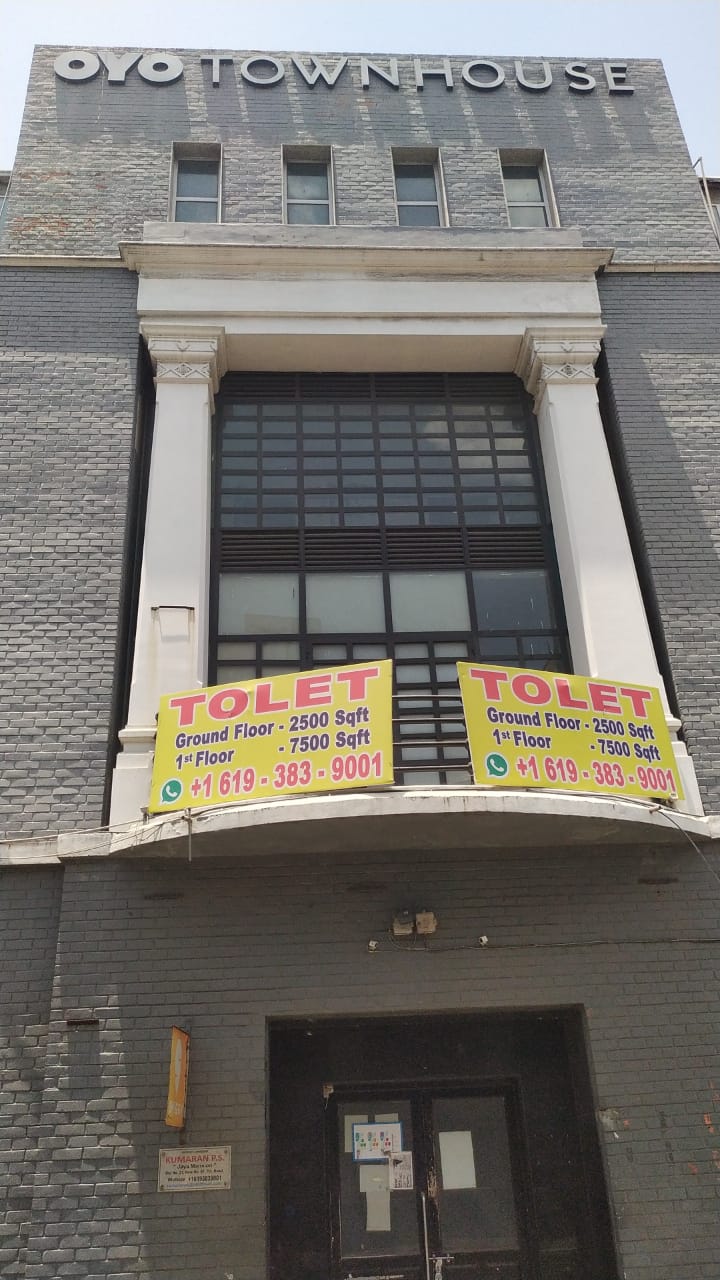 OYO TOWNHOUSE
TOLET
Ground Floor - 2500 Sqft
1st Floor - 7500 Sqft
+1 619 - 383 - 9001
TOLET
Ground Floor - 2500 Sqft
1st Floor - 7500 Sqft
+1 619 - 383 - 9001
KUMARAN P.S.